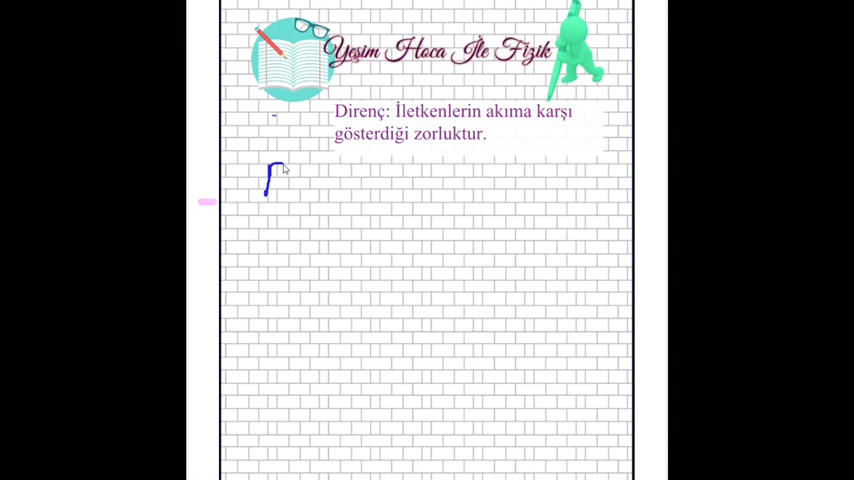 Yeşim Hoca İle Fizik
Direnç: İletkenlerin akıma karşı
gösterdiği zorluktur.